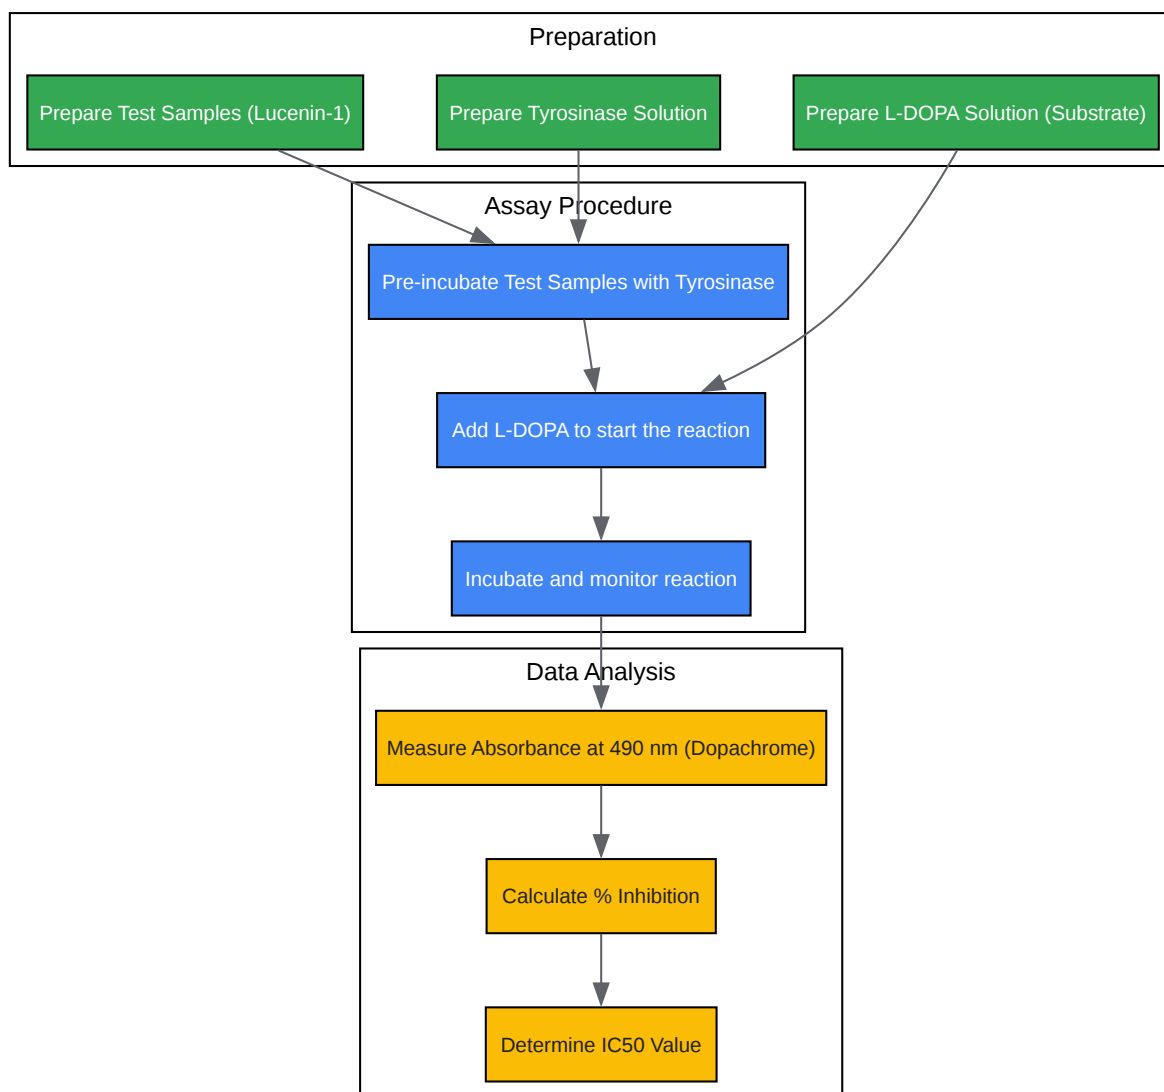 Preparation
Prepare Test Samples (Lucenin-1)
Prepare Tyrosinase Solution
Prepare L-DOPA Solution (Substrate)
Assay Procedure
Pre-incubate Test Samples with Tyrosinase
Add L-DOPA to start the reaction
Incubate and monitor reaction
Data Analysis
Measure Absorbance at 490 nm (Dopachrome)
Calculate % Inhibition
Determine IC50 Value